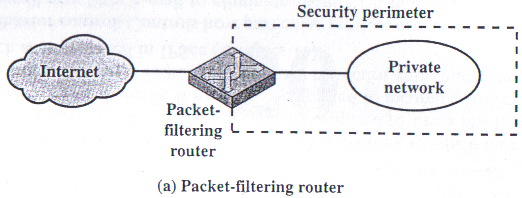 Security perimeter
Internet
Private
network
Packet-
filtering
router
(a) Packet-filtering router